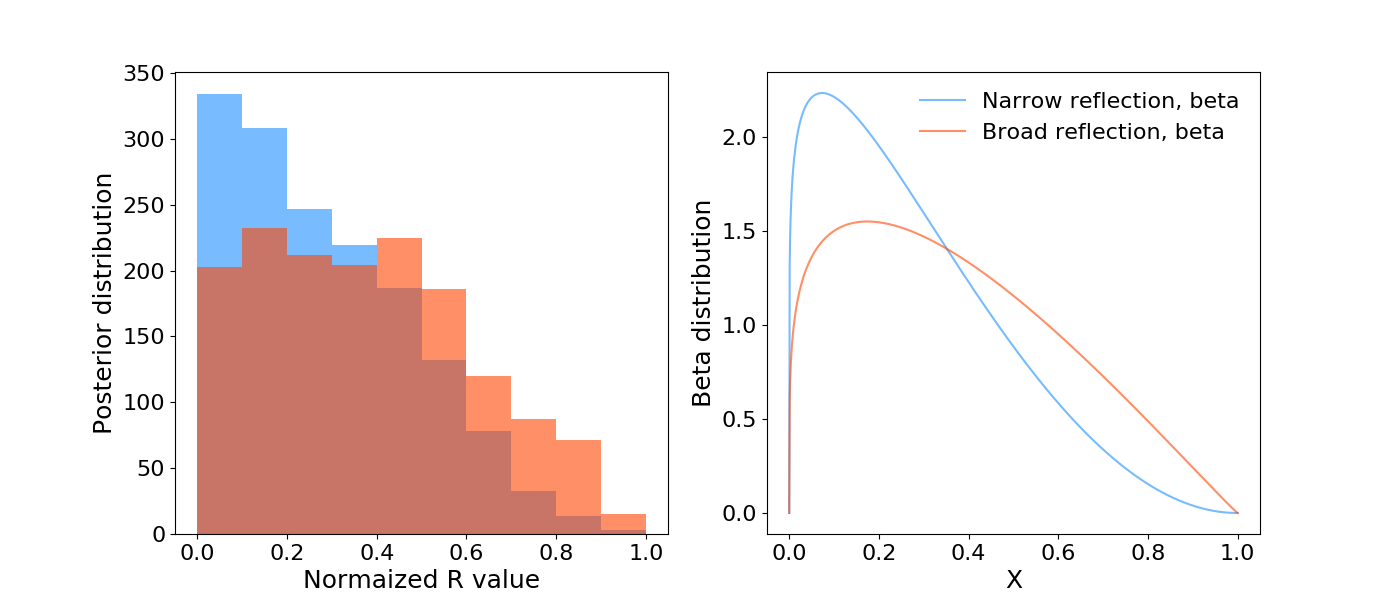 350
300
250
200
150
100
50
0
Posterior distribution
0.0 0.2 0.4 0.6 0.8 1.0
Normaized R value
Narrow reflection, beta
Broad reflection, beta
2.0
1.5
1.0
0.5
0.0
Beta distribution
0.0 0.2 0.4 0.6 0.8 1.0
X